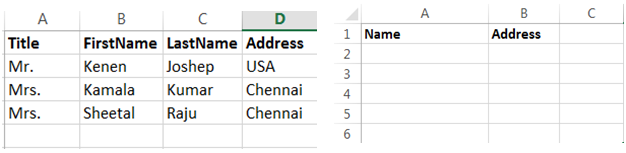 A B C D
Title FirstName LastName Address
Mr. Kenen Joshep USA
Mrs. Kamala Kumar Chennai
Mrs. Sheetal Raju Chennai
A B C
1 Name Address
2
3
4
5
6